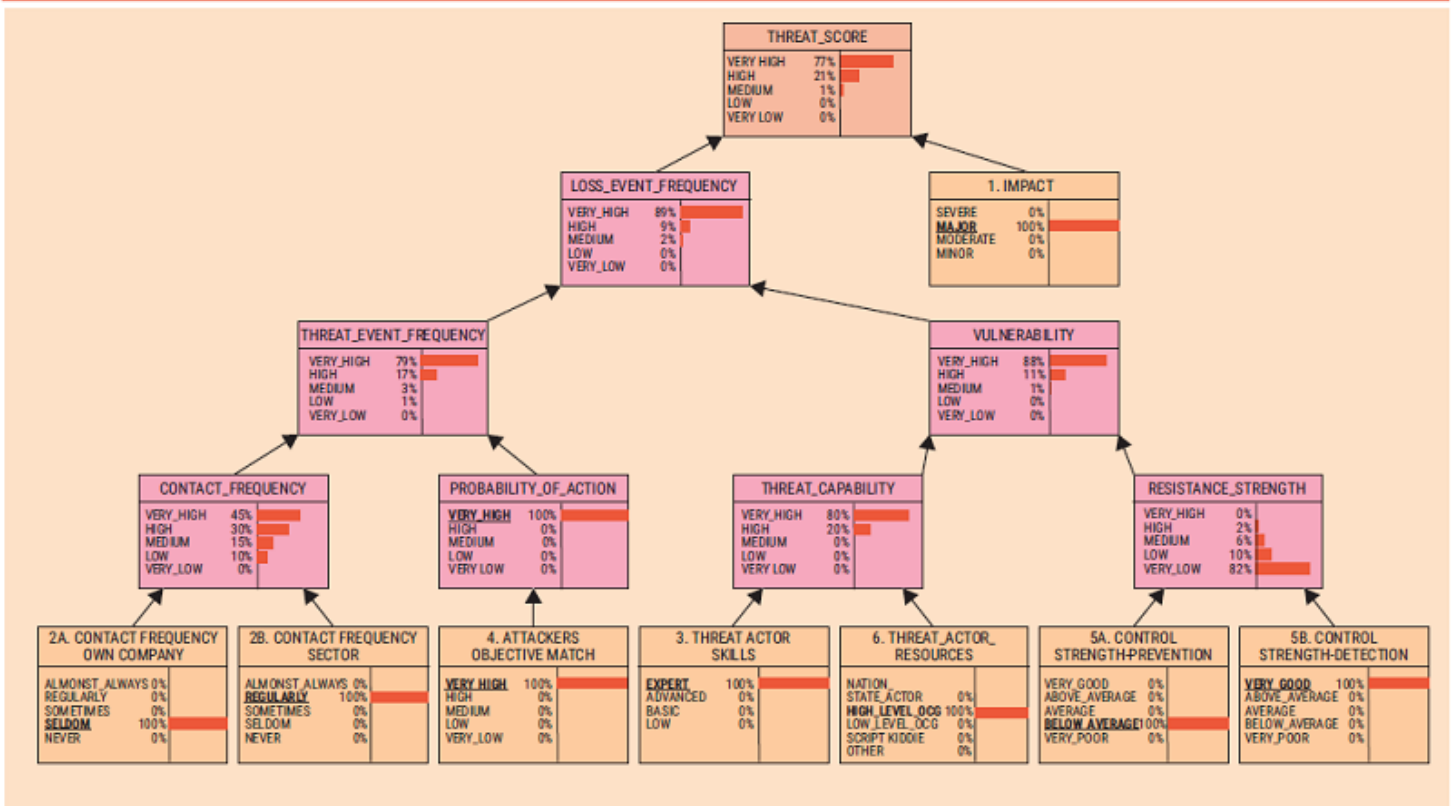 THREAT_SCORE
VERY HIGH 77%
HIGH 21%
MEDIUM 1%
LOW 0%
VERY LOW 0%
LOSS_EVENT_FREQUENCY
VERY_HIGH 89%
HIGH 9%
MEDIUM 2%
LOW 0%
VERY_LOW 0%
1. IMPACT
SEVERE 0%
MAJOR 100%
MODERATE 0%
MINOR 0%
THREAT_EVENT_FREQUENCY
VERY_HIGH 79%
HIGH 17%
MEDIUM 3%
LOW 1%
VERY_LOW 0%
VULNERABILITY
VERY_HIGH 88%
HIGH 11%
MEDIUM 1%
LOW 0%
VERY_LOW 0%
CONTACT_FREQUENCY
VERY_HIGH 45%
HIGH 30%
MEDIUM 15%
LOW 10%
VERY_LOW 0%
PROBABILITY_OF_ACTION
VERY_HIGH 100%
HIGH 0%
MEDIUM 0%
LOW 0%
VERY LOW 0%
THREAT_CAPABILITY
VERY_HIGH 80%
HIGH 20%
MEDIUM 0%
LOW 0%
VERY LOW 0%
RESISTANCE_STRENGTH
VERY_HIGH 0%
HIGH 2%
MEDIUM 6%
LOW 10%
VERY_LOW 82%
2A. CONTACT FREQUENCY
OWN COMPANY
ALMONST_ALWAYS 0%
REGULARLY 0%
SOMETIMES 0%
SELDOM 100%
NEVER 0%
2B. CONTACT FREQUENCY
SECTOR
ALMONST_ALWAYS 0%
REGULARLY 100%
SOMETIMES 0%
SELDOM 0%
NEVER 0%
4. ATTACKERS
OBJECTIVE MATCH
VERY HIGH 100%
HIGH 0%
MEDIUM 0%
LOW 0%
VERY_LOW 0%
3. THREAT ACTOR
SKILLS
EXPERT 100%
ADVANCED 0%
BASIC 0%
LOW 0%
6. THREAT_ACTOR_
RESOURCES
NATION_
STATE_ACTOR 0%
HIGH_LEVEL_OCG 100%
LOW_LEVEL_OCG 0%
SCRIPT KIDDIE 0%
OTHER 0%
5A. CONTROL
STRENGTH-PREVENTION
VERY_GOOD 0%
ABOVE_AVERAGE 0%
AVERAGE 0%
BELOW_AVERAGE 100%
VERY_POOR 0%
5B. CONTROL
STRENGTH-DETECTION
VERY_GOOD 100%
ABOVE_AVERAGE 0%
AVERAGE 0%
BELOW_AVERAGE 0%
VERY_POOR 0%